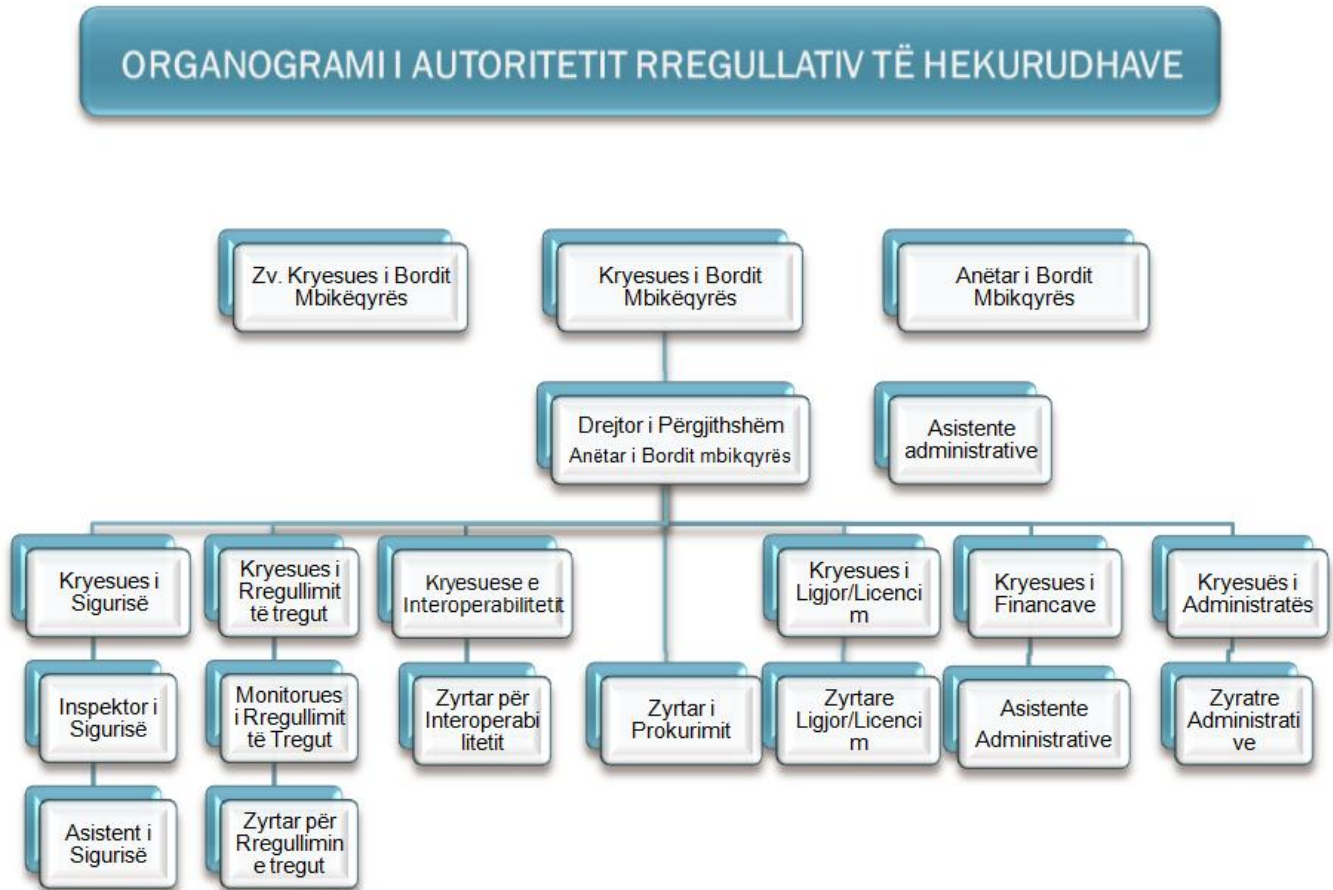 ORGANOGRAMI I AUTORITETIT RREGULLATIV TË HEKURUDHAVE
Zv. Kryesues i Bordit
Mbikëqyrës
Kryesues i Bordit
Mbikëqyrës
Anëtar i Bordit
Mbikqyrës
Drejtor i Përgjithshëm
Anëtar i Bordit mbikqyrës
Asistente
administrative
Kryesues i
Sigurisë
Kryesues i
Rregullimit
të tregut
Kryesuese e
Interoperabilitetit
Kryesues i
Ligjor/Licenci
m
Kryesues i
Financave
Kryesuës i
Administratës
Inspektor i
Sigurisë
Monitorues
i Rregullimit
të Tregut
Zyrtar për
Interoperabi
litetit
Zyrtar i
Prokurimit
Zyrtare
Ligjor/Licenci
m
Asistente
Administrative
Zyratre
Administrati
ve
Asistent i
Sigurisë
Zyrtar për
Rregullimin
e tregut